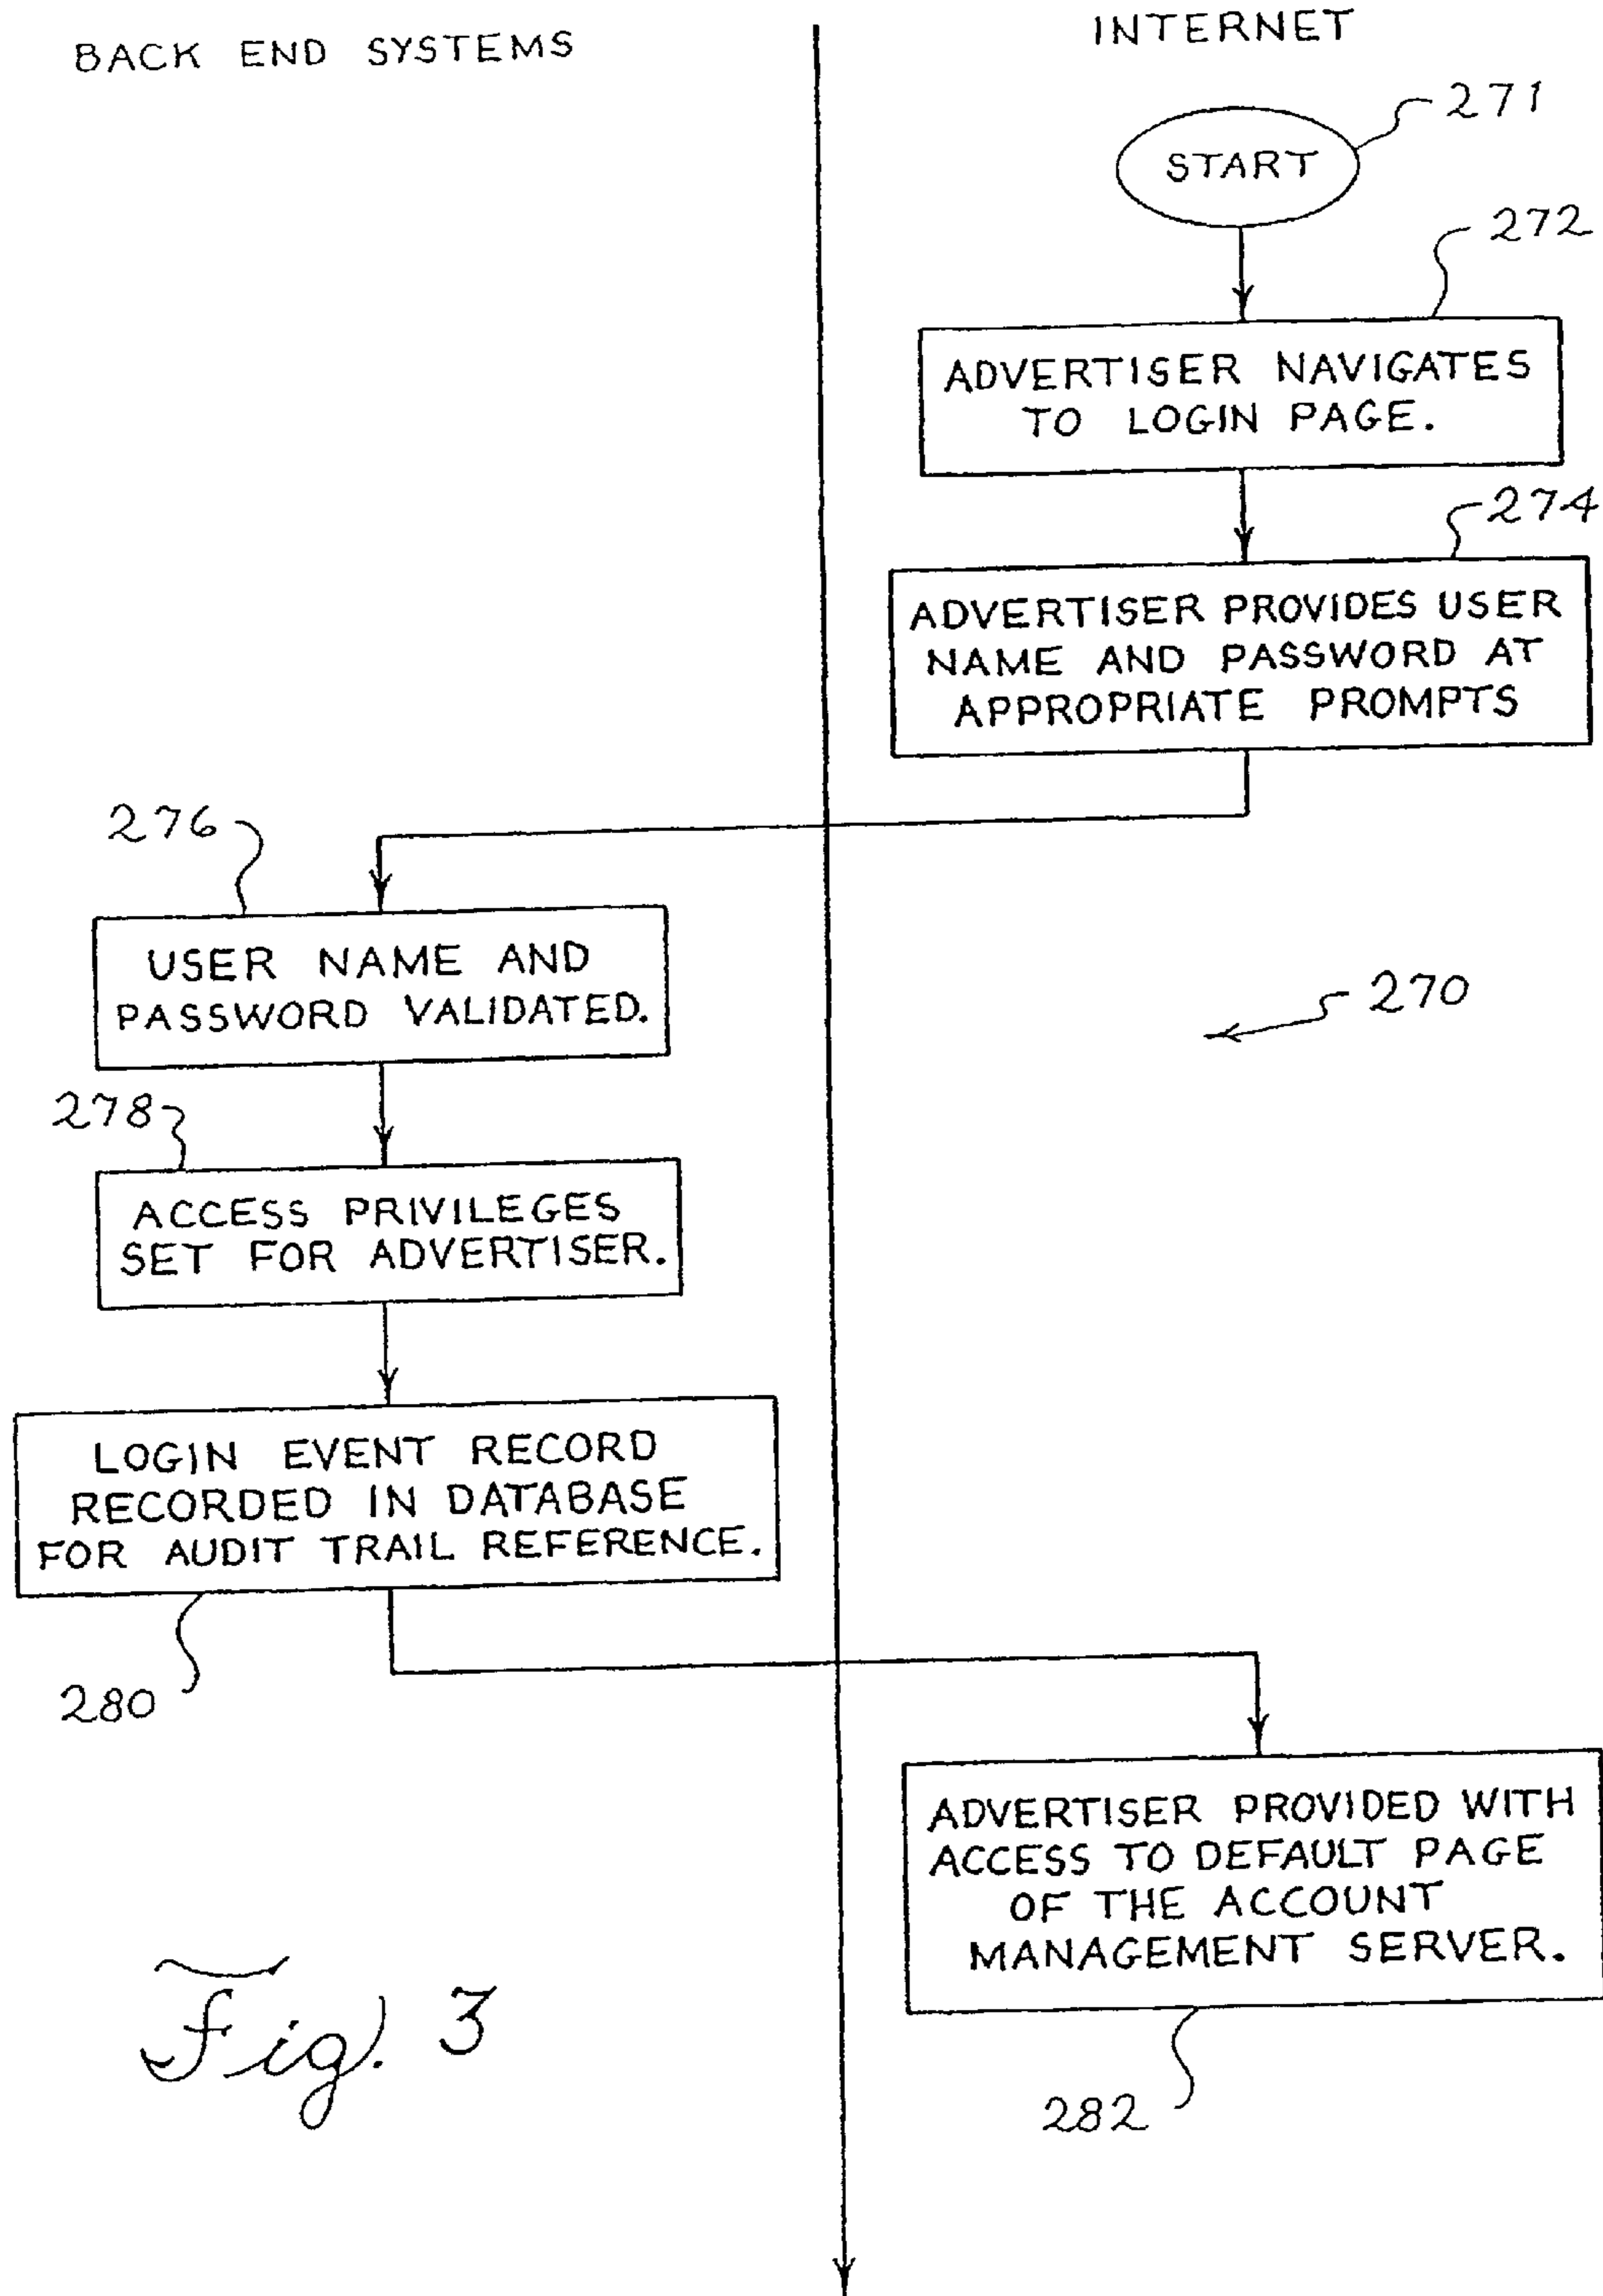 BACK END SYSTEMS
INTERNET
START
271
272
ADVERTISER NAVIGATES
TO LOGIN PAGE.
274
ADVERTISER PROVIDES USER
NAME AND PASSWORD AT
APPROPRIATE PROMPTS
276
USER NAME AND
PASSWORD VALIDATED.
270
278
ACCESS PRIVILEGES
SET FOR ADVERTISER.
LOGIN EVENT RECORD
RECORDED IN DATABASE
FOR AUDIT TRAIL REFERENCE.
280
ADVERTISER PROVIDED WITH
ACCESS TO DEFAULT PAGE
OF THE ACCOUNT
MANAGEMENT SERVER.
282
Fig. 3